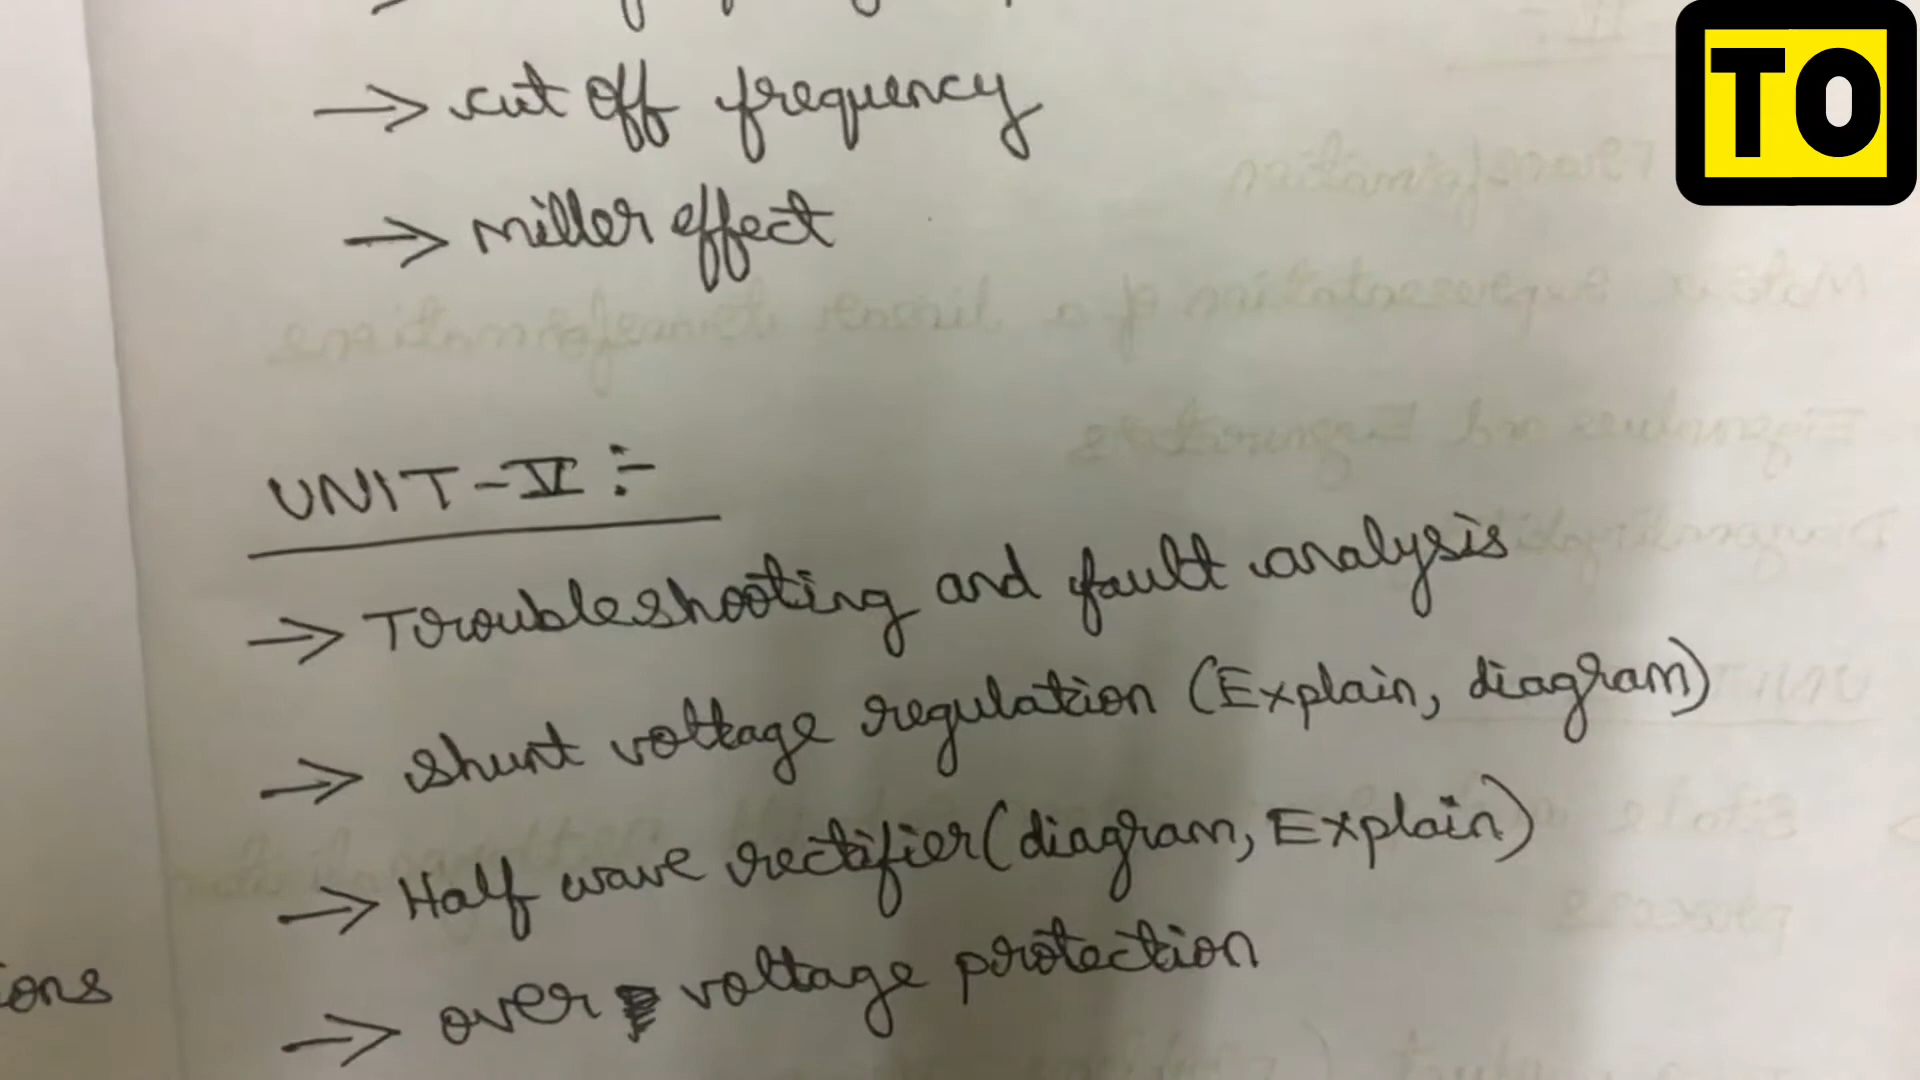 → cut off frequency
→ Miller effect
TO
UNIT-V :-
→ Troubleshooting and fault analysis
→ shunt voltage regulation (Explain, diagram)
→ Half wave rectifier (diagram, Explain)
→ over voltage protection
ions